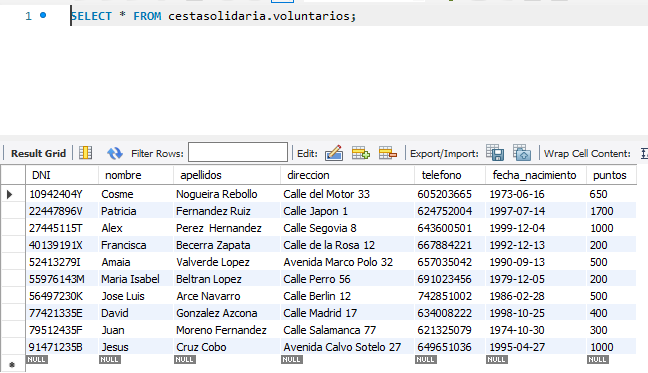 1 SELECT * FROM cestasolidaria.voluntarios;
Result Grid Filter Rows: Edit: Export/Import: Wrap Cell Content:
DNI nombre apellidos direccion telefono fecha_nacimiento puntos
10942404Y Cosme Nogueira Rebollo Calle del Motor 33 605203665 1973-06-16 650
22447896V Patricia Fernandez Ruiz Calle Japon 1 624752004 1997-07-14 1700
27445115T Alex Perez Hernandez Calle Segovia 8 643600501 1999-12-04 1000
40139191X Francisca Becerra Zapata Calle de la Rosa 12 667884221 1992-12-13 200
52413279I Amaia Valverde Lopez Avenida Marco Polo 32 657035042 1990-09-13 500
55976143M Maria Isabel Beltran Lopez Calle Perro 56 691023456 1979-12-05 200
56497230K Jose Luis Arce Navarro Calle Berlin 12 742851002 1986-02-28 500
77421335E David Gonzalez Azcona Calle Madrid 17 634008222 1998-10-25 400
79512435F Juan Moreno Fernandez Calle Salamanca 77 621325079 1974-10-30 300
91471235B Jesus Cruz Cobo Avenida Calvo Sotelo 27 649651036 1995-04-27 1000
NULL NULL NULL NULL NULL NULL NULL